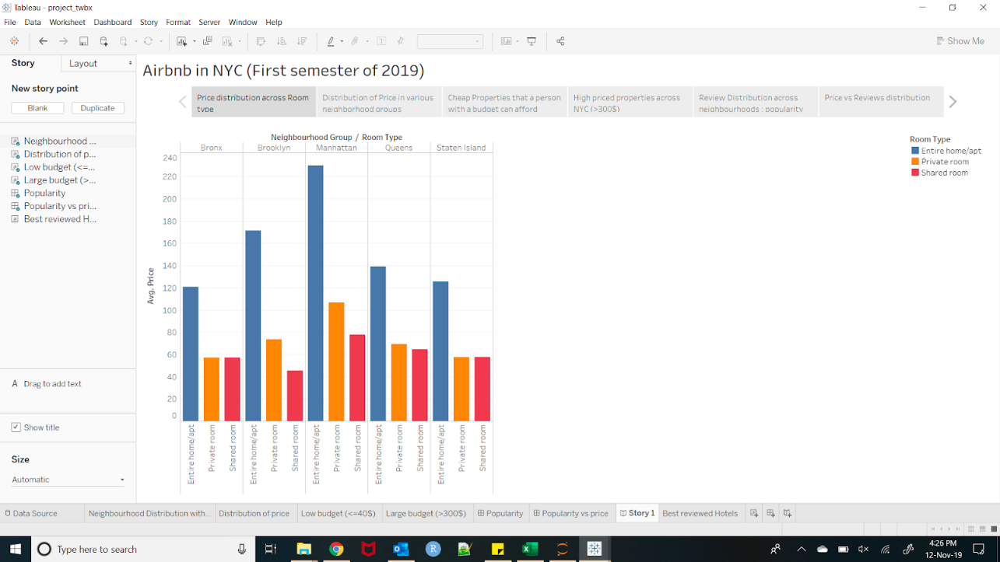 Tableau - project_twbx
File Data Worksheet Dashboard Story Format Server Window Help
Show Me
Story Layout
New story point
Blank Duplicate
Neighbourhood ...
Distribution of p...
Low budget (<=...
Large budget (>...
Popularity
Popularity vs pri...
Best reviewed H...
A Drag to add text
Show title
Size
Automatic
Airbnb in NYC (First semester of 2019)
Price distribution across Room type
Distribution of Price in various neighborhood groups
Cheap Properties that a person with a budget can afford
High priced properties across NYC (>300$)
Review Distribution across neighbourhoods : popularity
Price vs Reviews distribution
Neighbourhood Group / Room Type
Bronx Brooklyn Manhattan Queens Staten Island
240
220
200
180
160
140
120
100
80
60
40
20
0
Avg. Price
Entire home/apt Private room Shared room Entire home/apt Private room Shared room Entire home/apt Private room Shared room Entire home/apt Private room Shared room Entire home/apt Private room Shared room
Room Type
Entire home/apt
Private room
Shared room
Data Source Neighbourhood Distribution with... Distribution of price Low budget (<=40$) Large budget (>300$) Popularity Popularity vs price Story 1 Best reviewed Hotels
Type here to search
4:26 PM
12-Nov-19